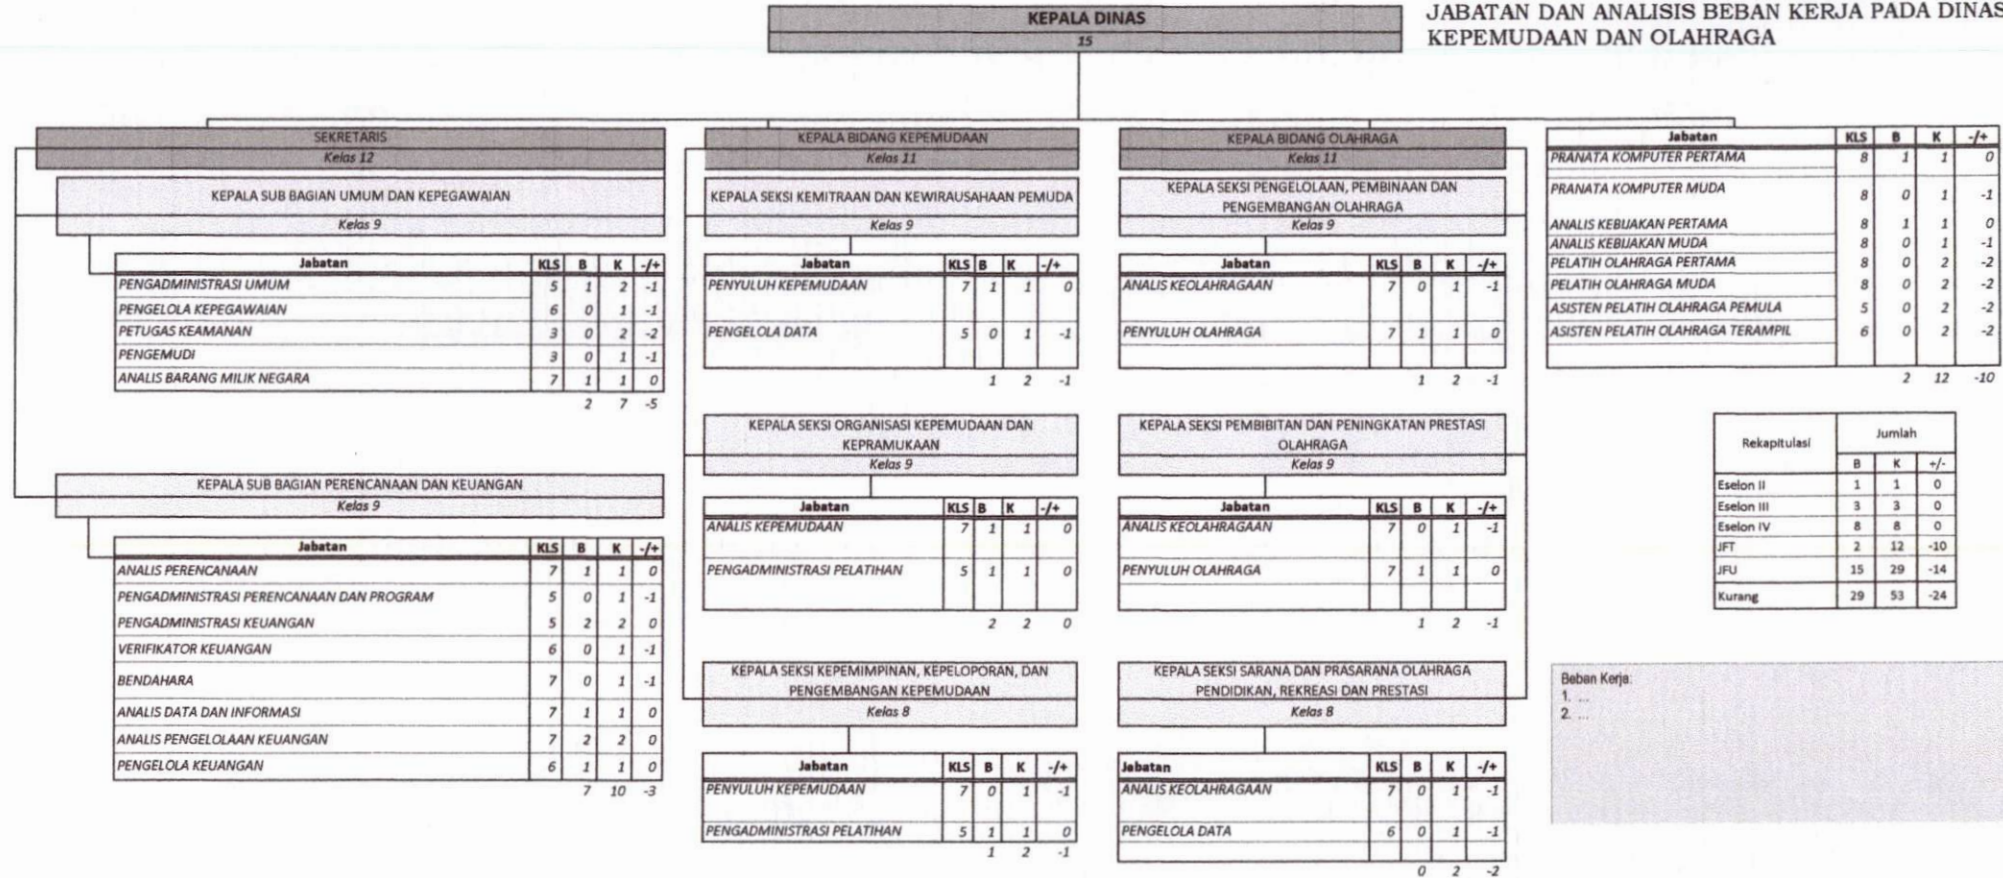 JABATAN DAN ANALISIS BEBAN KERJA PADA DINAS
KEPEMUDAAN DAN OLAHRAGA
KEPALA DINAS
15
SEKRETARIS
Kelas 12
KEPALA SUB BAGIAN UMUM DAN KEPEGAWAIAN
Kelas 9
Jabatan KLS B K -/+
PENGADMINISTRASI UMUM 5 1 2 -1
PENGELOLA KEPEGAWAIAN 6 0 1 -1
PETUGAS KEAMANAN 3 0 2 -2
PENGEMUDI 3 0 1 -1
ANALIS BARANG MILIK NEGARA 7 1 1 0
2 7 -5
KEPALA SUB BAGIAN PERENCANAAN DAN KEUANGAN
Kelas 9
Jabatan KLS B K -/+
ANALIS PERENCANAAN 7 1 1 0
PENGADMINISTRASI PERENCANAAN DAN PROGRAM 5 0 1 -1
PENGADMINISTRASI KEUANGAN 5 2 2 0
VERIFIKATOR KEUANGAN 6 0 1 -1
BENDAHARA 7 0 1 -1
ANALIS DATA DAN INFORMASI 7 1 1 0
ANALIS PENGELOLAAN KEUANGAN 7 2 2 0
PENGELOLA KEUANGAN 6 1 1 0
7 10 -3
KEPALA BIDANG KEPEMUDAAN
Kelas 11
KEPALA SEKSI KEMITRAAN DAN KEWIRAUSAHAAN PEMUDA
Kelas 9
Jabatan KLS B K -/+
PENYULUH KEPEMUDAAN 7 1 1 0
PENGELOLA DATA 5 0 1 -1
1 2 -1
KEPALA SEKSI ORGANISASI KEPEMUDAAN DAN
KEPRAMUKAAN
Kelas 9
Jabatan KLS B K -/+
ANALIS KEPEMUDAAN 7 1 1 0
PENGADMINISTRASI PELATIHAN 5 1 1 0
2 2 0
KEPALA SEKSI KEPEMIMPINAN, KEPELOPORAN, DAN
PENGEMBANGAN KEPEMUDAAN
Kelas 8
Jabatan KLS B K -/+
PENYULUH KEPEMUDAAN 7 0 1 -1
PENGADMINISTRASI PELATIHAN 5 1 1 0
1 2 -1
KEPALA BIDANG OLAHRAGA
Kelas 11
KEPALA SEKSI PENGELOLAAN, PEMBINAAN DAN
PENGEMBANGAN OLAHRAGA
Kelas 9
Jabatan KLS B K -/+
ANALIS KEOLAHRAGAAN 7 0 1 -1
PENYULUH OLAHRAGA 7 1 1 0
1 2 -1
KEPALA SEKSI PEMBIBITAN DAN PENINGKATAN PRESTASI
OLAHRAGA
Kelas 9
Jabatan KLS B K -/+
ANALIS KEOLAHRAGAAN 7 0 1 -1
PENYULUH OLAHRAGA 7 1 1 0
1 2 -1
KEPALA SEKSI SARANA DAN PRASARANA OLAHRAGA
PENDIDIKAN, REKREASI DAN PRESTASI
Kelas 8
Jabatan KLS B K -/+
ANALIS KEOLAHRAGAAN 7 0 1 -1
PENGELOLA DATA 6 0 1 -1
0 2 -2
Jabatan KLS B K -/+
PRANATA KOMPUTER PERTAMA 8 1 1 0
PRANATA KOMPUTER MUDA 8 0 1 -1
ANALIS KEBIJAKAN PERTAMA 8 1 1 0
ANALIS KEBIJAKAN MUDA 8 0 1 -1
PELATIH OLAHRAGA PERTAMA 8 0 2 -2
PELATIH OLAHRAGA MUDA 8 0 2 -2
ASISTEN PELATIH OLAHRAGA PEMULA 5 0 2 -2
ASISTEN PELATIH OLAHRAGA TERAMPIL 6 0 2 -2
2 12 -10
Rekapitulasi Jumlah
B K +/-
Eselon II 1 1 0
Eselon III 3 3 0
Eselon IV 8 8 0
JFT 2 12 -10
JFU 15 29 -14
Kurang 29 53 -24
Beban Kerja:
1. ...
2. ...